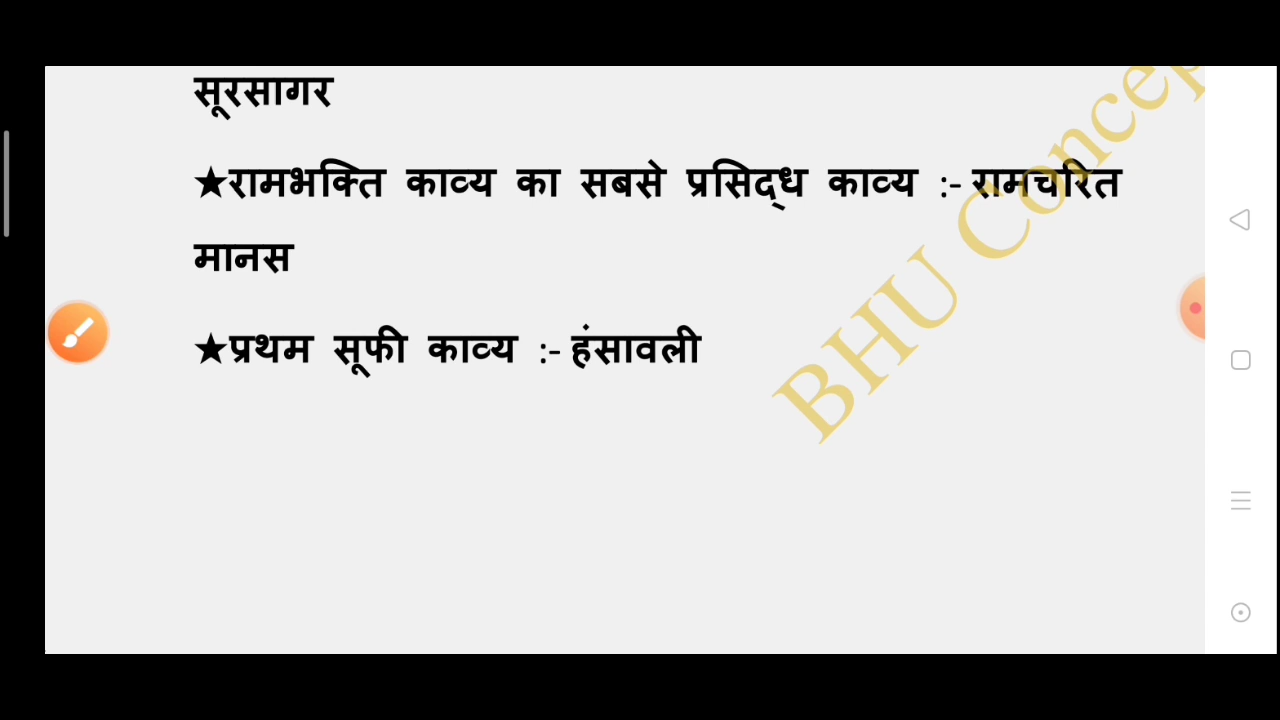 सूरसागर
★रामभक्ति काव्य का सबसे प्रसिद्ध काव्य :- रामचरित
मानस
★प्रथम सूफी काव्य :- हंसावली
BHU Concep